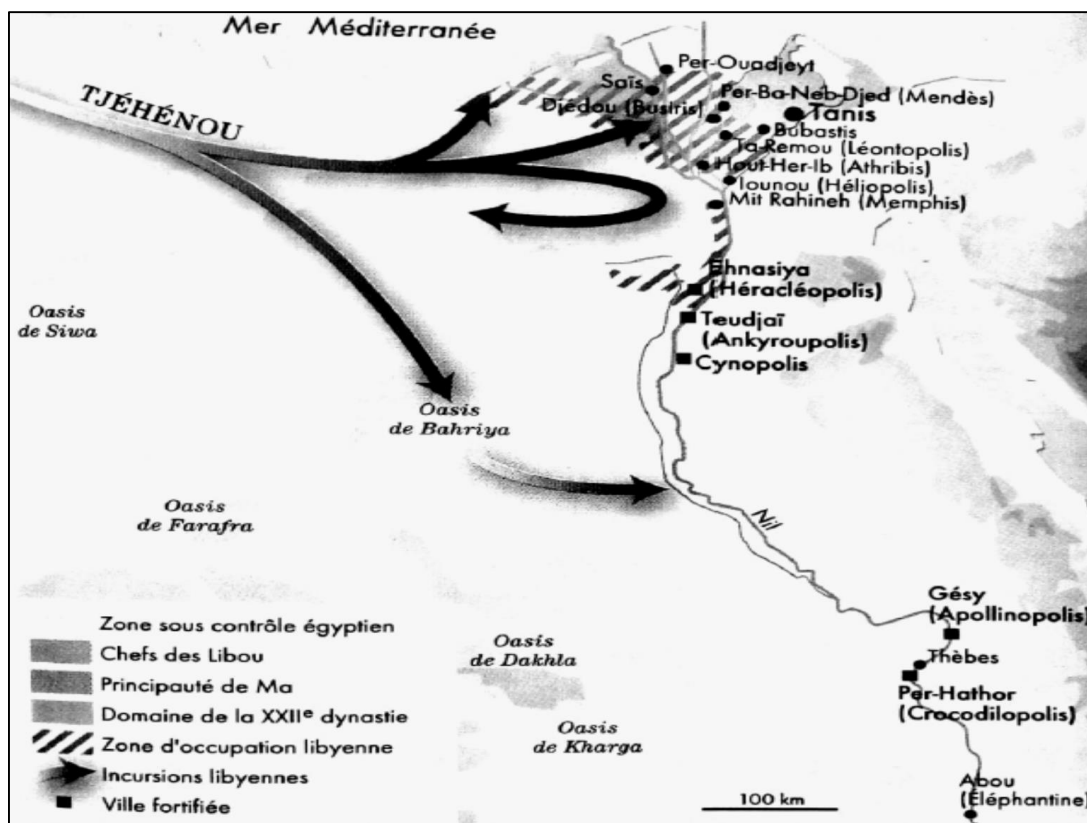 Mer Méditerranée
TJÉHÉNOU
Per-Ouadjeyt
Saïs
Per-Ba-Neb-Djed (Mendès)
Djédou (Busiris)
Tanis
Bubastis
Ta-Remou (Léontopolis)
Hout-Her-Ib (Athribis)
Iounou (Héliopolis)
Mit Rahineh (Memphis)
Ehnasiya
(Héracléopolis)
Oasis
de Siwa
Teudjaï
(Ankyroupolis)
Cynopolis
Oasis
de Bahriya
Oasis
de Farafra
Nil
Gésy
(Apollinopolis)
Thèbes
Per-Hathor
(Crocodilopolis)
Oasis
de Dakhla
Oasis
de Kharga
Abou
(Éléphantine)
Zone sous contrôle égyptien
Chefs des Libou
Principauté de Ma
Domaine de la XXIIe dynastie
Zone d'occupation libyenne
Incursions libyennes
Ville fortifiée
100 km